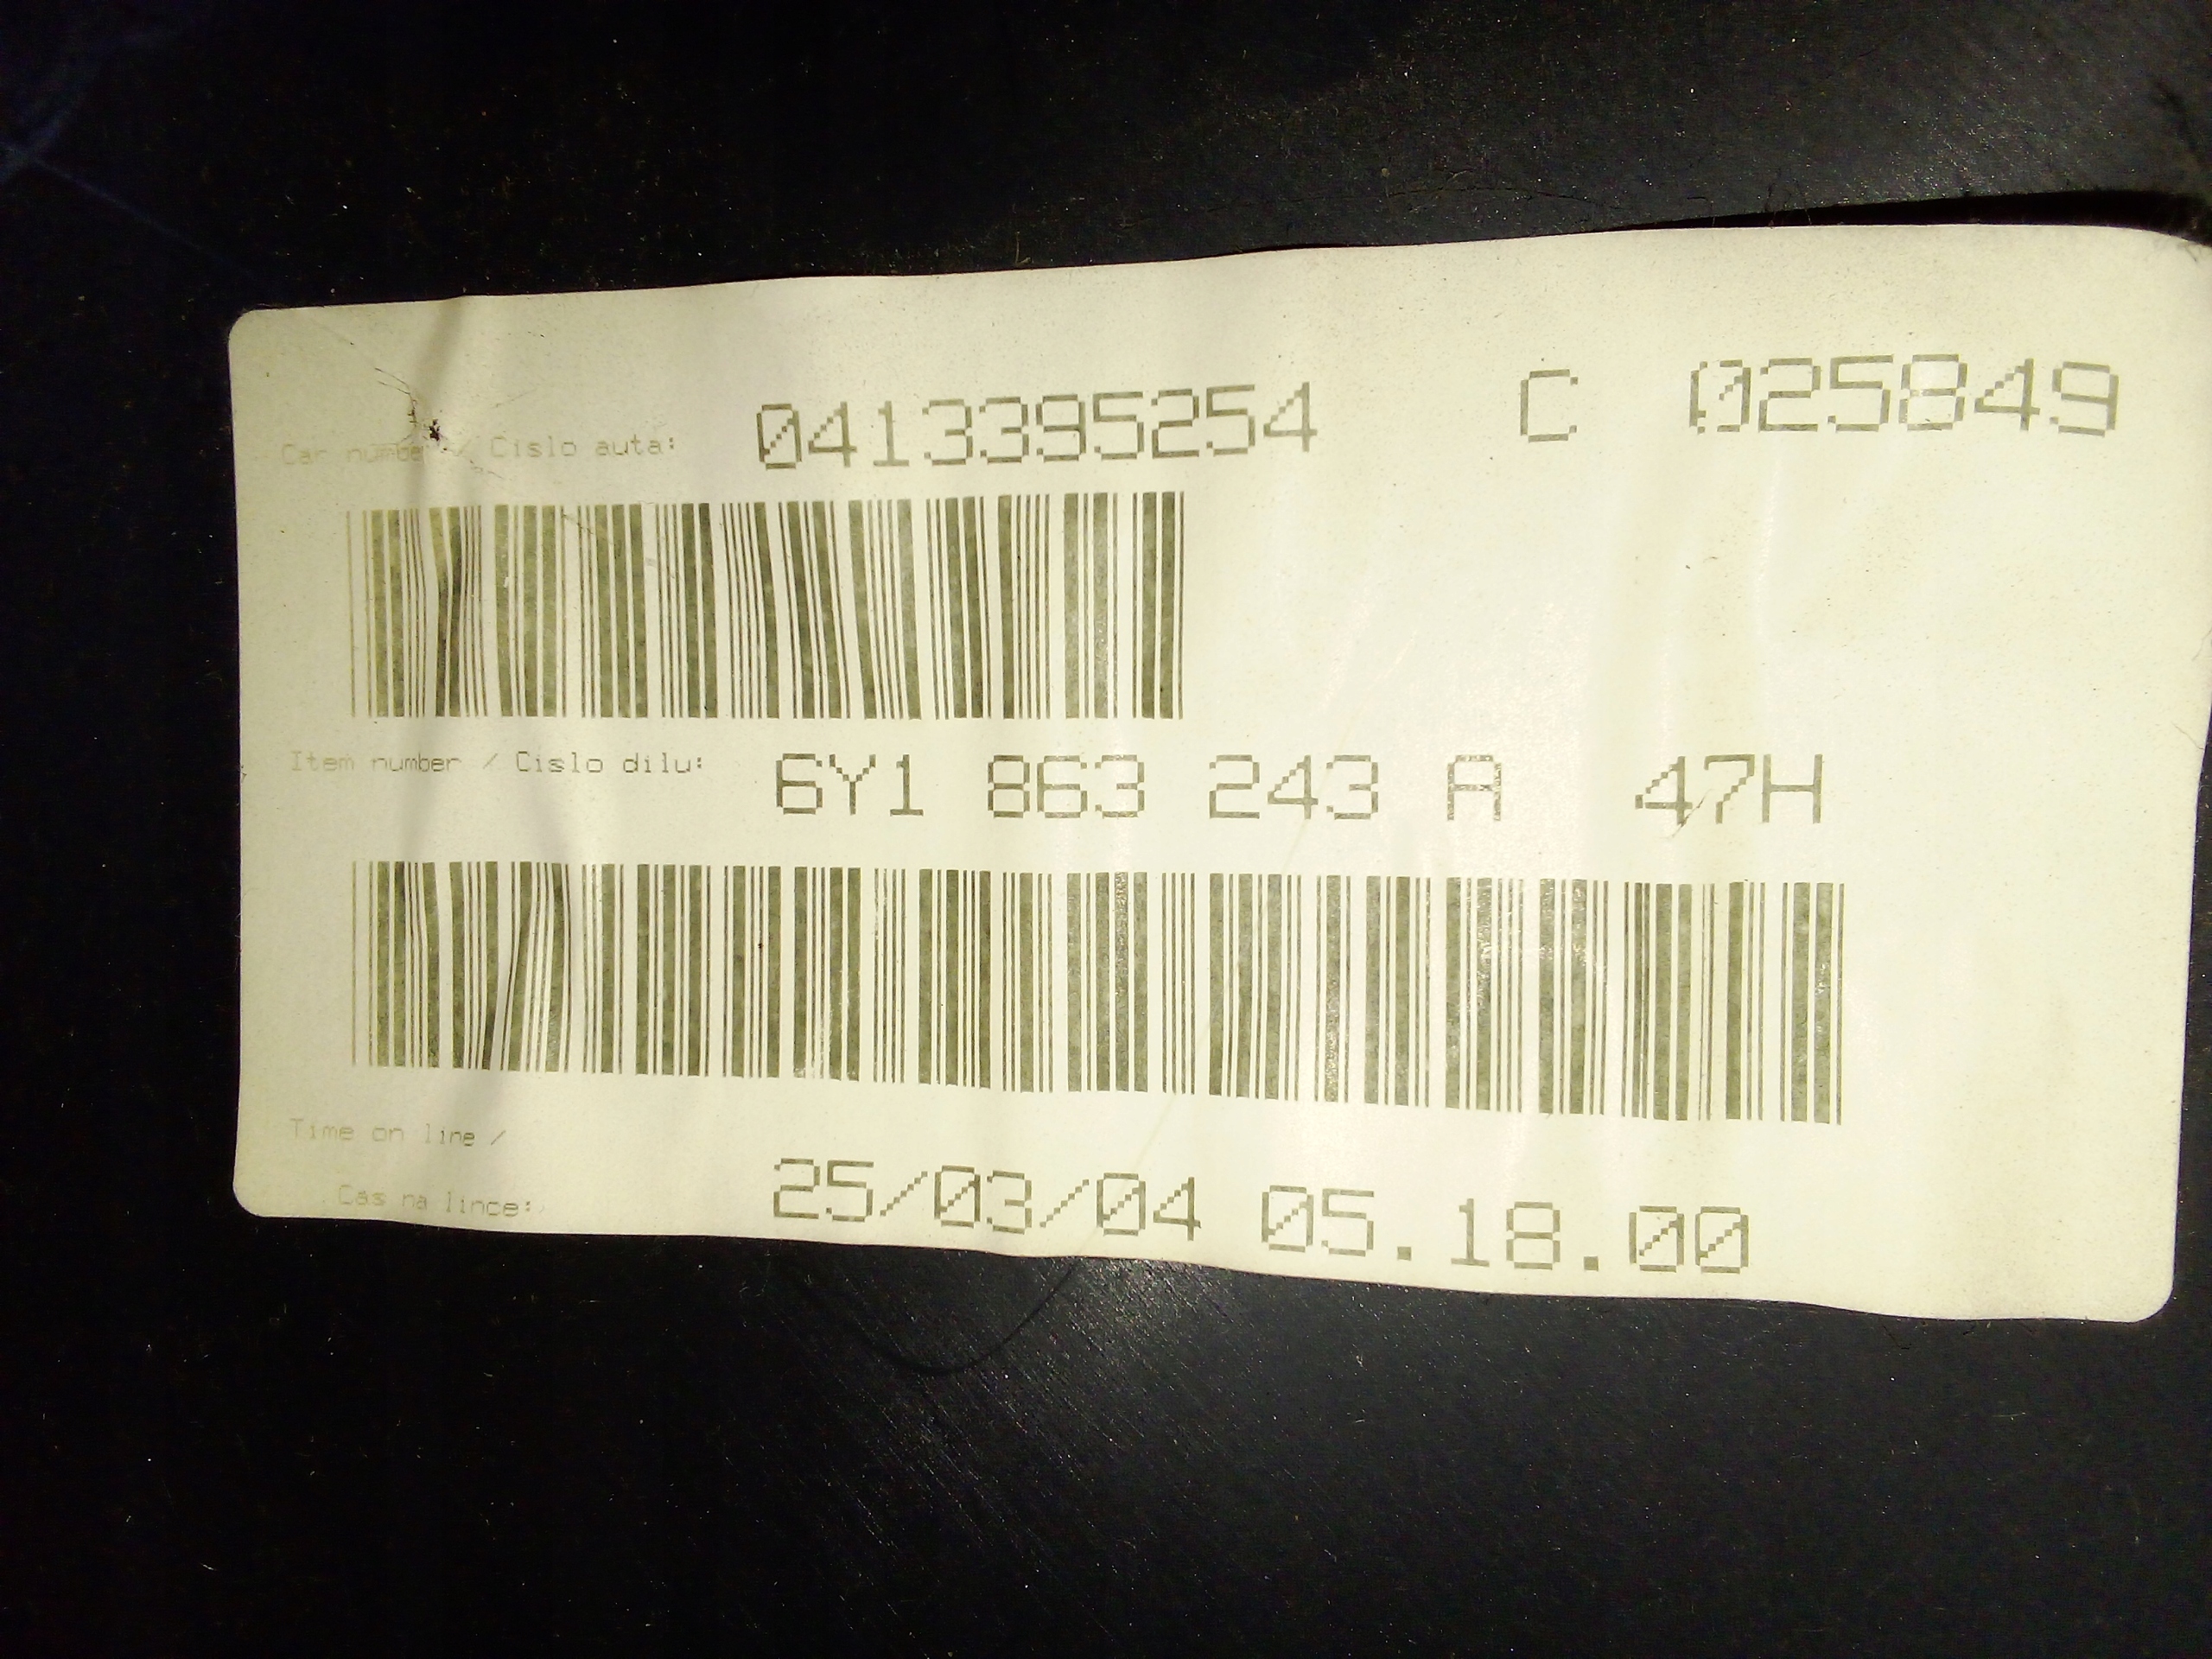 Car number / Cislo auta: 0413395254 C 025849
Item number / Cislo dilu: 6Y1 863 243 A 47H
Time on line /
Cas na lince: 25/03/04 05.18.00